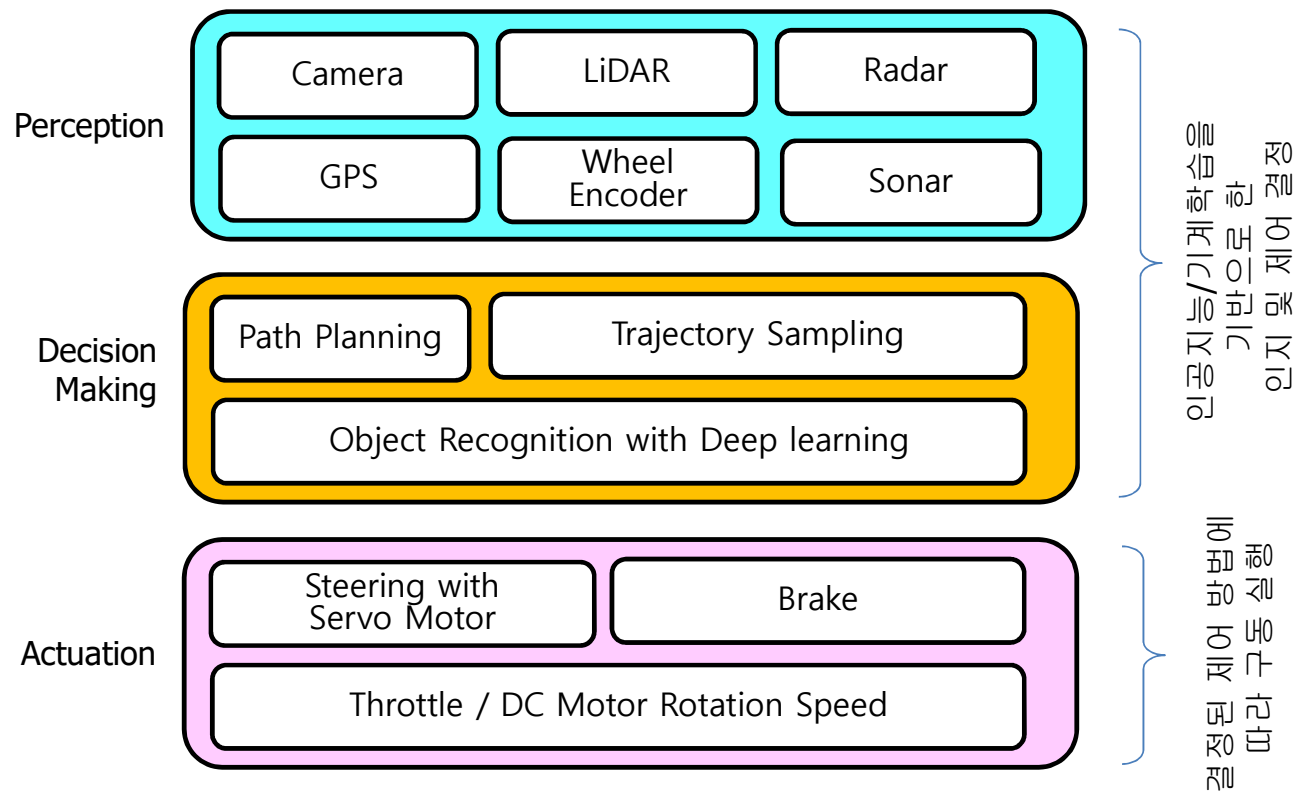 Perception
Camera
LiDAR
Radar
GPS
Wheel
Encoder
Sonar
Decision
Making
Path Planning
Trajectory Sampling
Object Recognition with Deep learning
Actuation
Steering with
Servo Motor
Brake
Throttle / DC Motor Rotation Speed
인공지능/기계학습을
기반으로 한
인지 및 제어 결정
결정된 제어 방법에
따라 구동 실행